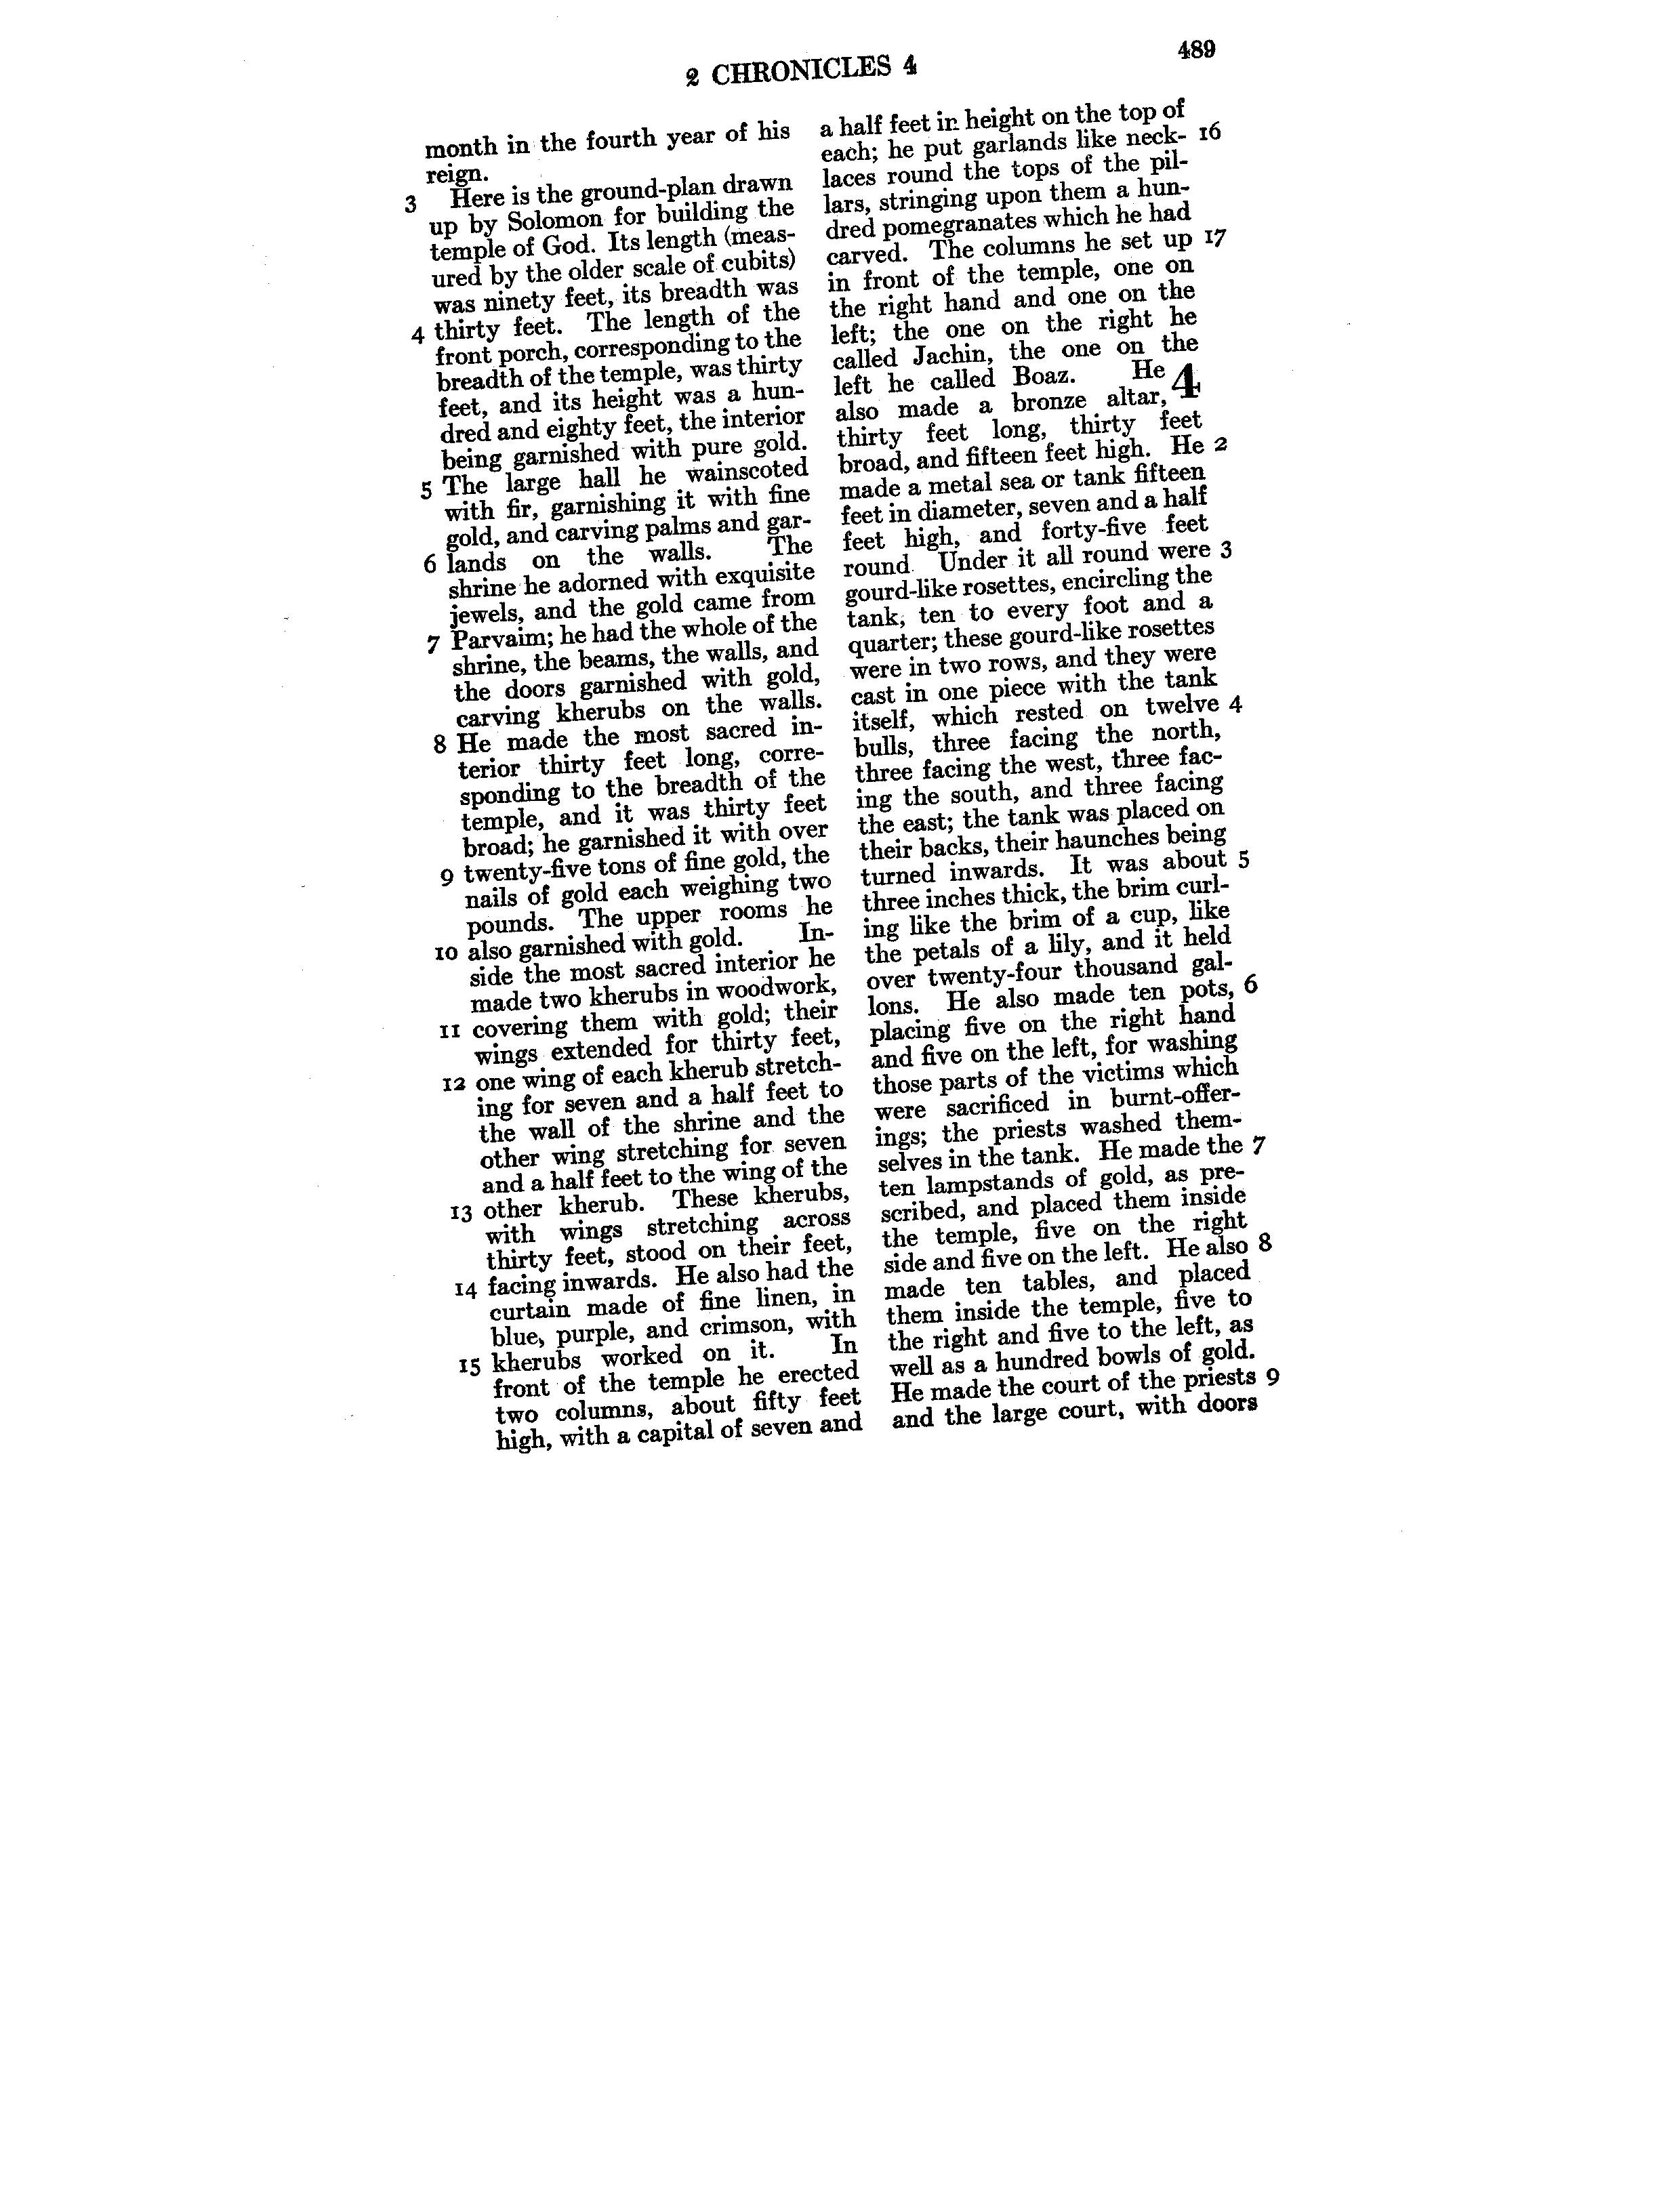 2 CHRONICLES 4
489
month in the fourth year of his
reign.
3 Here is the ground-plan drawn
up by Solomon for building the
temple of God. Its length (meas-
ured by the older scale of cubits)
was ninety feet, its breadth was
4 thirty feet. The length of the
front porch, corresponding to the
breadth of the temple, was thirty
feet, and its height was a hun-
dred and eighty feet, the interior
being garnished with pure gold.
5 The large hall he wainscoted
with fir, garnishing it with fine
gold, and carving palms and gar-
6 lands on the walls. The
shrine he adorned with exquisite
jewels, and the gold came from
7 Parvaim; he had the whole of the
shrine, the beams, the walls, and
the doors garnished with gold,
carving kherubs on the walls.
8 He made the most sacred in-
terior thirty feet long, corre-
sponding to the breadth of the
temple, and it was thirty feet
broad; he garnished it with over
9 twenty-five tons of fine gold, the
nails of gold each weighing two
pounds. The upper rooms he
10 also garnished with gold. In-
side the most sacred interior he
made two kherubs in woodwork,
11 covering them with gold; their
wings extended for thirty feet,
12 one wing of each kherub stretch-
ing for seven and a half feet to
the wall of the shrine and the
other wing stretching for seven
and a half feet to the wing of the
13 other kherub. These kherubs,
with wings stretching across
thirty feet, stood on their feet,
14 facing inwards. He also had the
curtain made of fine linen, in
blue, purple, and crimson, with
15 kherubs worked on it. In
front of the temple he erected
two columns, about fifty feet
high, with a capital of seven and
a half feet in height on the top of
each; he put garlands like neck- 16
laces round the tops of the pil-
lars, stringing upon them a hun-
dred pomegranates which he had
carved. The columns he set up 17
in front of the temple, one on
the right hand and one on the
left; the one on the right he
called Jachin, the one on the
left he called Boaz. He 4
also made a bronze altar,
thirty feet long, thirty feet
broad, and fifteen feet high. He 2
made a metal sea or tank fifteen
feet in diameter, seven and a half
feet high, and forty-five feet
round. Under it all round were 3
gourd-like rosettes, encircling the
tank, ten to every foot and a
quarter; these gourd-like rosettes
were in two rows, and they were
cast in one piece with the tank
itself, which rested on twelve 4
bulls, three facing the north,
three facing the west, three fac-
ing the south, and three facing
the east; the tank was placed on
their backs, their haunches being
turned inwards. It was about 5
three inches thick, the brim curl-
ing like the brim of a cup, like
the petals of a lily, and it held
over twenty-four thousand gal-
lons. He also made ten pots, 6
placing five on the right hand
and five on the left, for washing
those parts of the victims which
were sacrificed in burnt-offer-
ings; the priests washed them-
selves in the tank. He made the 7
ten lampstands of gold, as pre-
scribed, and placed them inside
the temple, five on the right
side and five on the left. He also 8
made ten tables, and placed
them inside the temple, five to
the right and five to the left, as
well as a hundred bowls of gold.
He made the court of the priests 9
and the large court, with doors